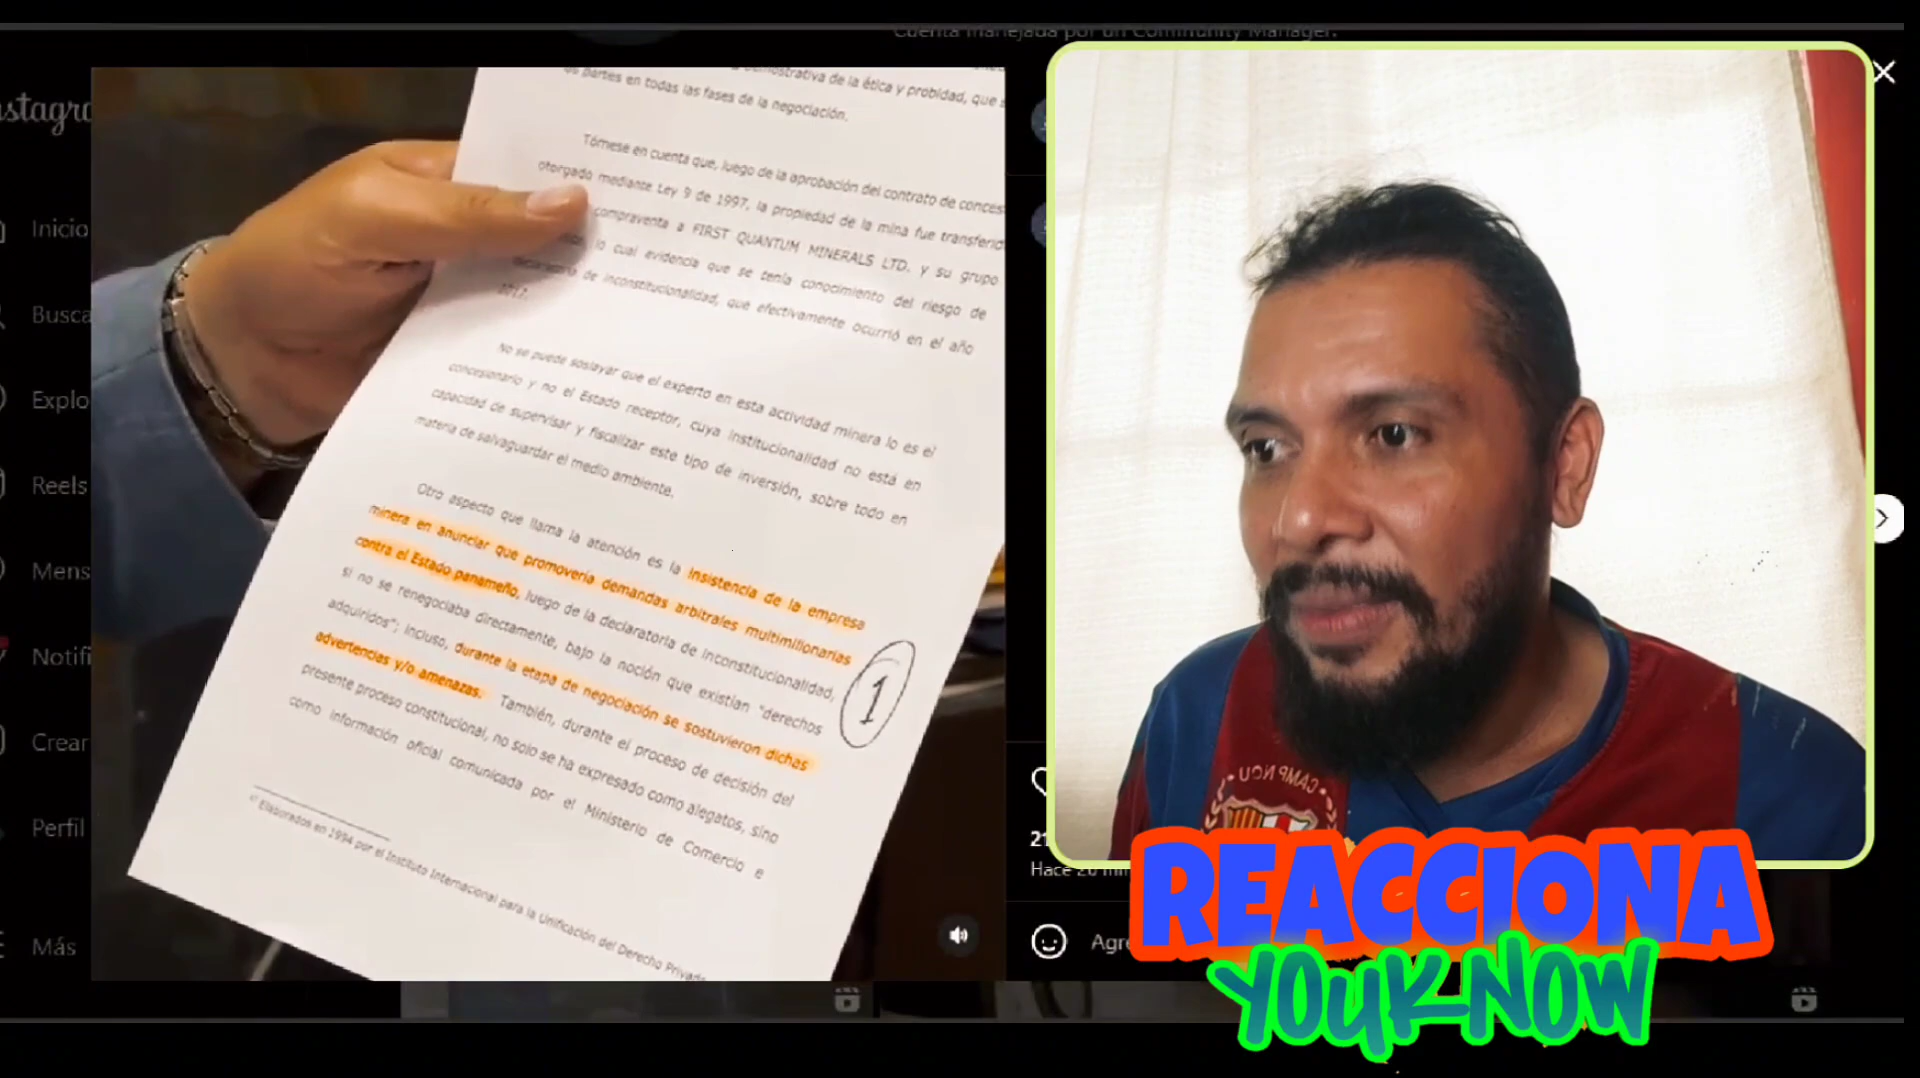 Cuenta manejada por un Community Manager.
Inicio
Busca
Explo
Reels
Mens
Notifi
Crear
Perfil
Más
demostrativa de la ética y probidad, que
partes en todas las fases de la negociación.
Tómese en cuenta que, luego de la aprobación del contrato de conces
otorgado mediante Ley 9 de 1997, la propiedad de la mina fue transferid
compraventa a FIRST QUANTUM MINERALS LTD. y su grupo
lo cual evidencia que se tenía conocimiento del riesgo de
de inconstitucionalidad, que efectivamente ocurrió en el año
2017.
No se puede soslayar que el experto en esta actividad minera lo es el
concesionario y no el Estado receptor, cuya institucionalidad no está en
capacidad de supervisar y fiscalizar este tipo de inversión, sobre todo en
materia de salvaguardar el medio ambiente.
Otro aspecto que llama la atención es la insistencia de la empresa
minera en anunciar que promovería demandas arbitrales multimillonarias
contra el Estado panameño, luego de la declaratoria de inconstitucionalidad,
si no se renegociaba directamente, bajo la noción que existían "derechos
adquiridos"; incluso, durante la etapa de negociación se sostuvieron dichas
advertencias y/o amenazas. También, durante el proceso de decisión del
presente proceso constitucional, no solo se ha expresado como alegatos, sino
como información oficial comunicada por el Ministerio de Comercio e
1
Elaborados en 1994 por el Instituto Internacional para la Unificación del Derecho Privado
CAMP NOU
21
Hace 20 min
Agre
REACCIONA
YOUKNOW